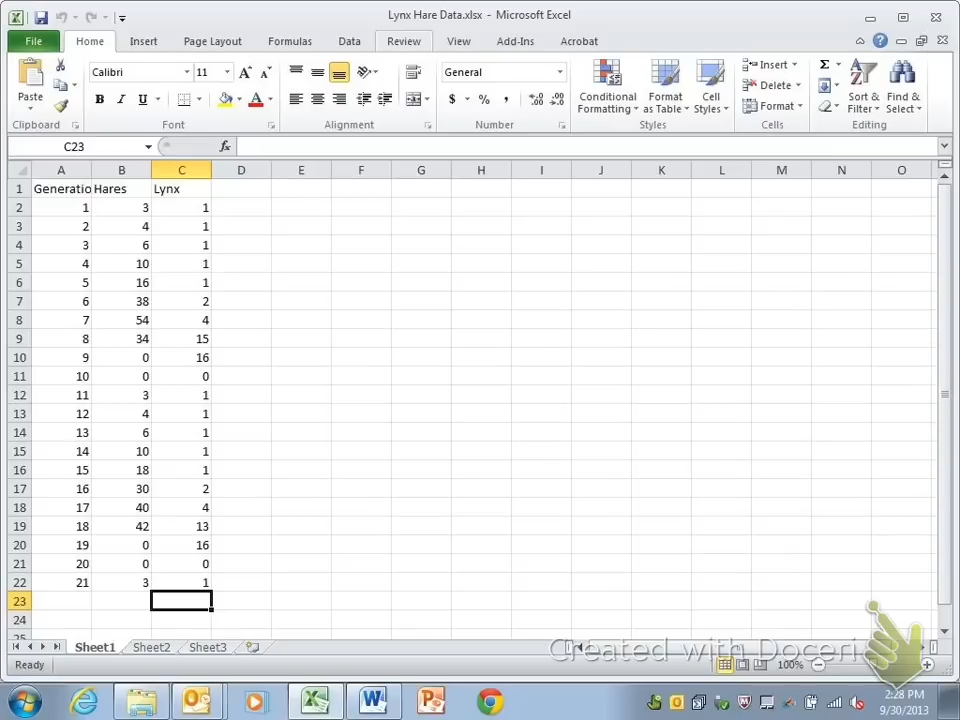 Lynx Hare Data.xlsx - Microsoft Excel
File Home Insert Page Layout Formulas Data Review View Add-Ins Acrobat
Calibri 11 General Insert Σ
Paste B I U $ % , Conditional Formatting Format as Table Cell Styles Delete Format Sort & Filter Find & Select
Clipboard Font Alignment Number Styles Cells Editing
C23 fx
A B C D E F G H I J K L M N O
1 Generatio Hares Lynx
2 1 3 1
3 2 4 1
4 3 6 1
5 4 10 1
6 5 16 1
7 6 38 2
8 7 54 4
9 8 34 15
10 9 0 16
11 10 0 0
12 11 3 1
13 12 4 1
14 13 6 1
15 14 10 1
16 15 18 1
17 16 30 2
18 17 40 4
19 18 42 13
20 19 0 16
21 20 0 0
22 21 3 1
23
24
25
Sheet1 Sheet2 Sheet3
Created with Doceri
Ready 100%
2:28 PM
9/30/2013